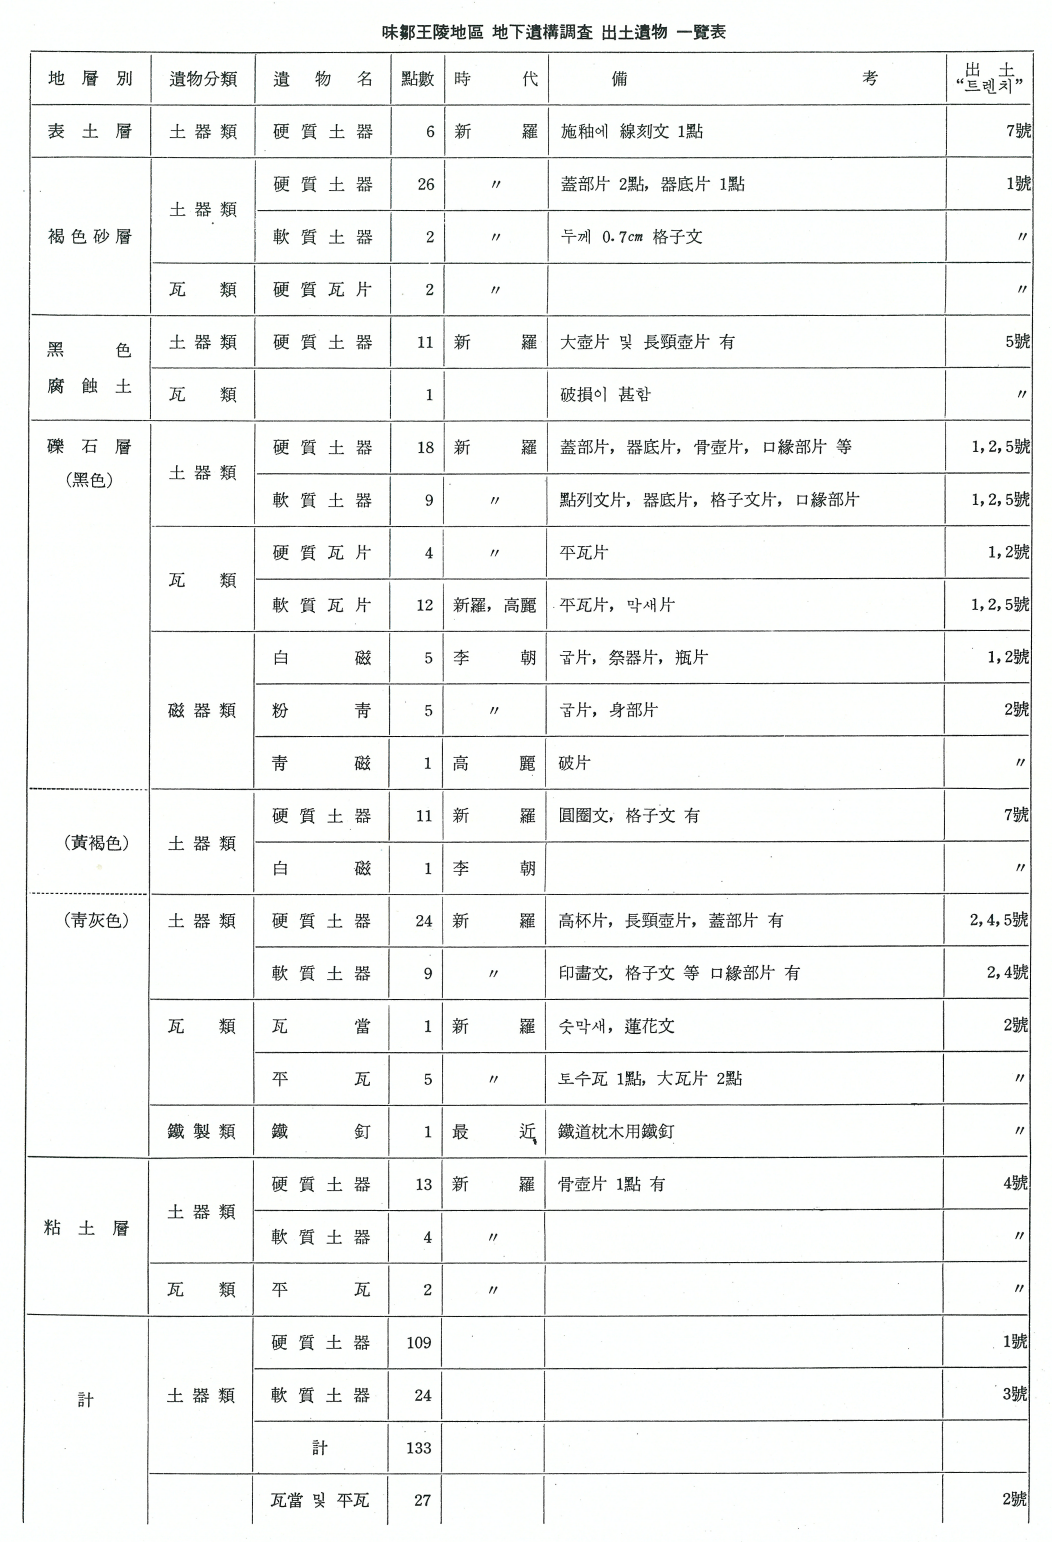 味鄒王陵地區 地下遺構調査 出土遺物 一覽表
地層別 遺物分類 遺物名 點數 時代 備考 出土“트렌치”
表土層 土器類 硬質土器 6 新羅 施釉에 線刻文 1點 7號
褐色砂層 土器類 硬質土器 26 〃 蓋部片 2點, 器底片 1點 1號
軟質土器 2 〃 두께 0.7cm 格子文 〃
瓦類 硬質瓦片 2 〃 〃
黑色腐蝕土 土器類 硬質土器 11 新羅 大壺片 및 長頸壺片 有 5號
瓦類 1 破損이 甚함 〃
礫石層(黑色) 土器類 硬質土器 18 新羅 蓋部片, 器底片, 骨壺片, 口緣部片 等 1,2,5號
軟質土器 9 〃 點列文片, 器底片, 格子文片, 口緣部片 1,2,5號
瓦類 硬質瓦片 4 〃 平瓦片 1,2號
軟質瓦片 12 新羅, 高麗 平瓦片, 막새片 1,2,5號
磁器類 白磁 5 李朝 굽片, 祭器片, 瓶片 1,2號
粉靑 5 〃 굽片, 身部片 2號
靑磁 1 高麗 破片 〃
(黃褐色) 土器類 硬質土器 11 新羅 圓圈文, 格子文 有 7號
白磁 1 李朝 〃
(靑灰色) 土器類 硬質土器 24 新羅 高杯片, 長頸壺片, 蓋部片 有 2,4,5號
軟質土器 9 〃 印畵文, 格子文 等 口緣部片 有 2,4號
瓦類 瓦當 1 新羅 숫막새, 蓮花文 2號
平瓦 5 〃 토수瓦 1點, 大瓦片 2點 〃
鐵製類 鐵釘 1 最近 鐵道枕木用鐵釘 〃
粘土層 土器類 硬質土器 13 新羅 骨壺片 1點 有 4號
軟質土器 4 〃 〃
瓦類 平瓦 2 〃 〃
計 土器類 硬質土器 109 1號
軟質土器 24 3號
計 133
瓦當 및 平瓦 27 2號